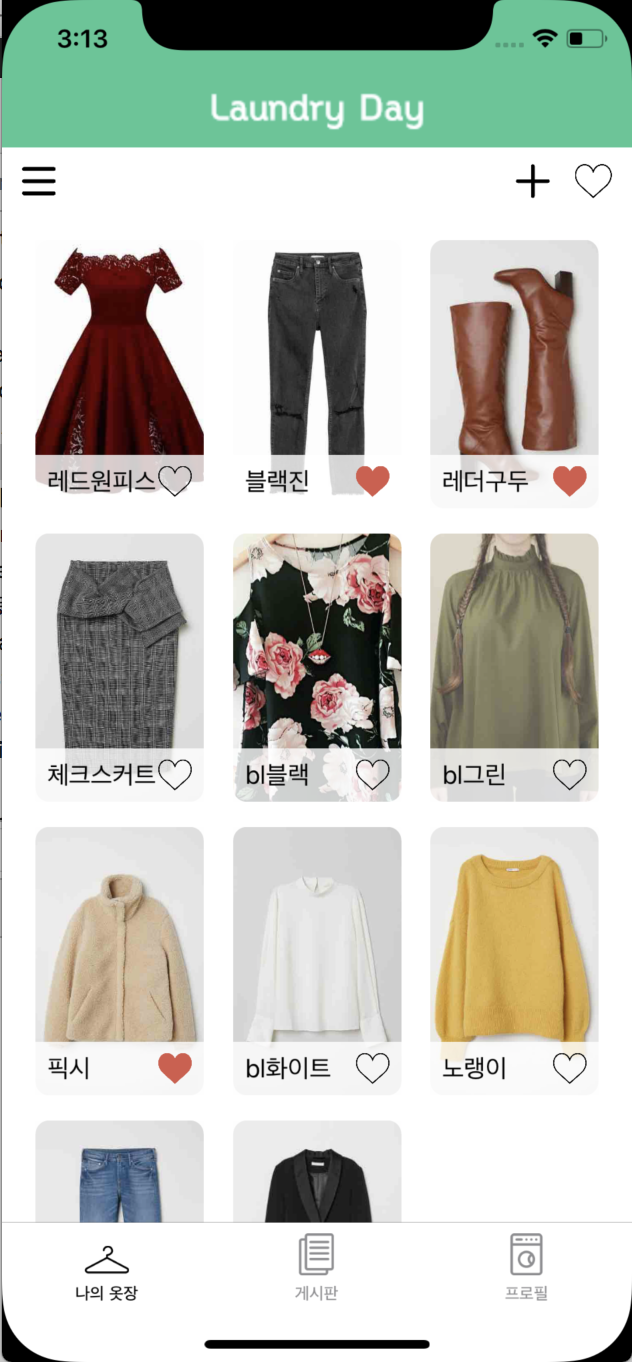 3:13
Laundry Day
레드원피스
블랙진
레더구두
체크스커트
bl블랙
bl그린
픽시
bl화이트
노랭이
나의 옷장
게시판
프로필